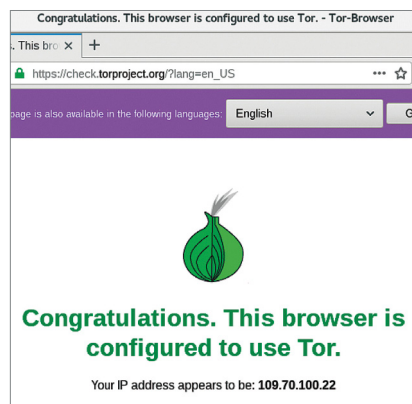 Congratulations. This browser is configured to use Tor. - Tor-Browser
. This bro × +
https://check.torproject.org/?lang=en_US ···
page is also available in the following languages: English G
Congratulations. This browser is
configured to use Tor.
Your IP address appears to be: 109.70.100.22